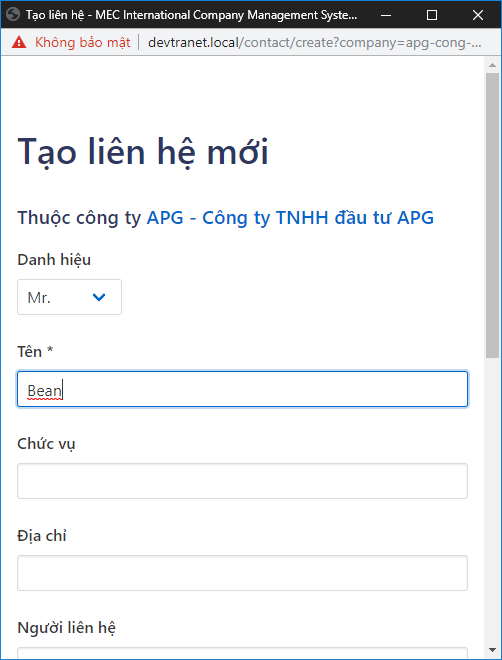 Tạo liên hệ - MEC International Company Management Syste...
Không bảo mật | devtranet.local/contact/create?company=apg-cong-...
Tạo liên hệ mới
Thuộc công ty APG - Công ty TNHH đầu tư APG
Danh hiệu
Mr.
Tên *
Bean
Chức vụ
Địa chỉ
Người liên hệ